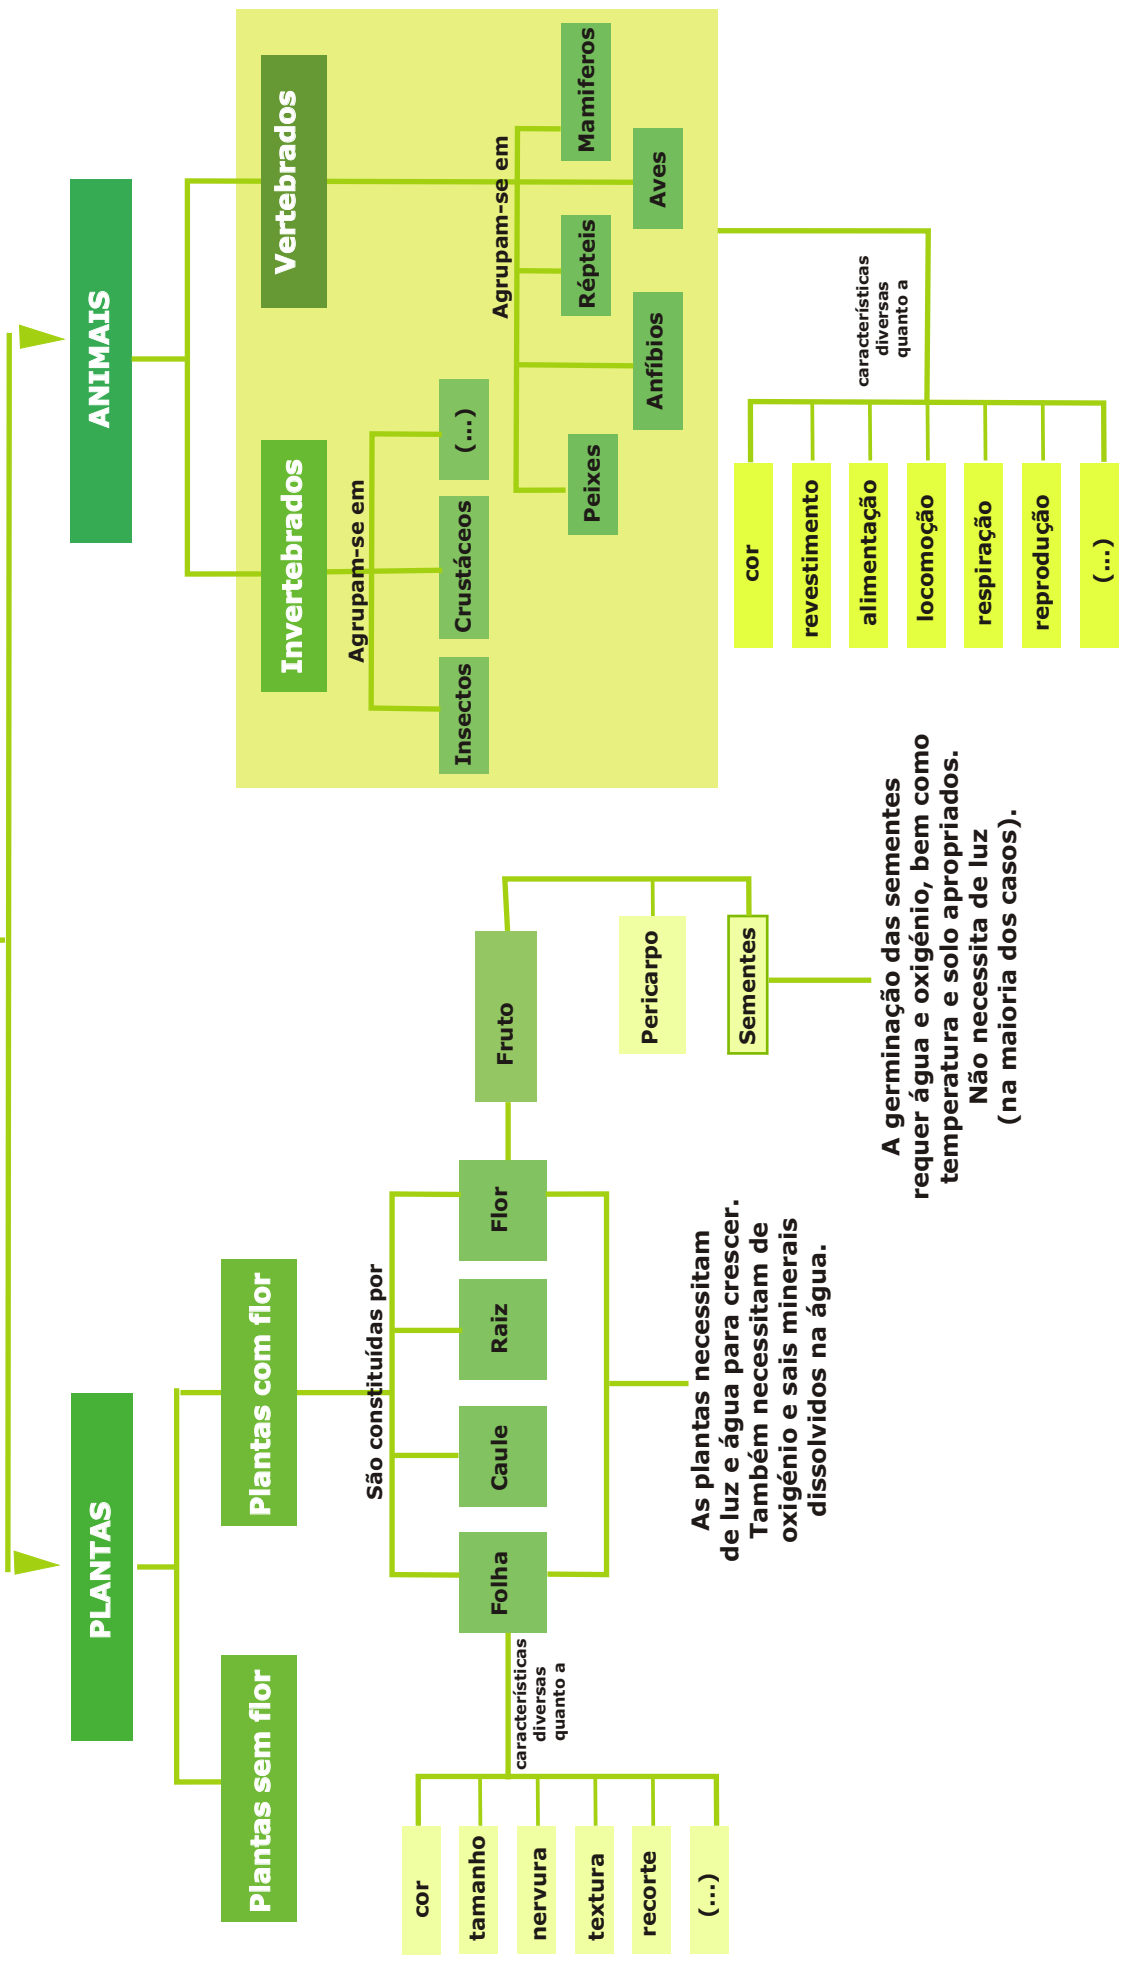 PLANTAS
ANIMAIS
Plantas sem flor
Plantas com flor
Invertebrados
Vertebrados
São constituídas por
Folha
Caule
Raiz
Flor
Fruto
características
diversas
quanto a
cor
tamanho
nervura
textura
recorte
(...)
As plantas necessitam
de luz e água para crescer.
Também necessitam de
oxigénio e sais minerais
dissolvidos na água.
Pericarpo
Sementes
A germinação das sementes
requer água e oxigénio, bem como
temperatura e solo apropriados.
Não necessita de luz
(na maioria dos casos).
Agrupam-se em
Insectos
Crustáceos
(...)
Agrupam-se em
Peixes
Anfíbios
Répteis
Aves
Mamiferos
características
diversas
quanto a
cor
revestimento
alimentação
locomoção
respiração
reprodução
(...)